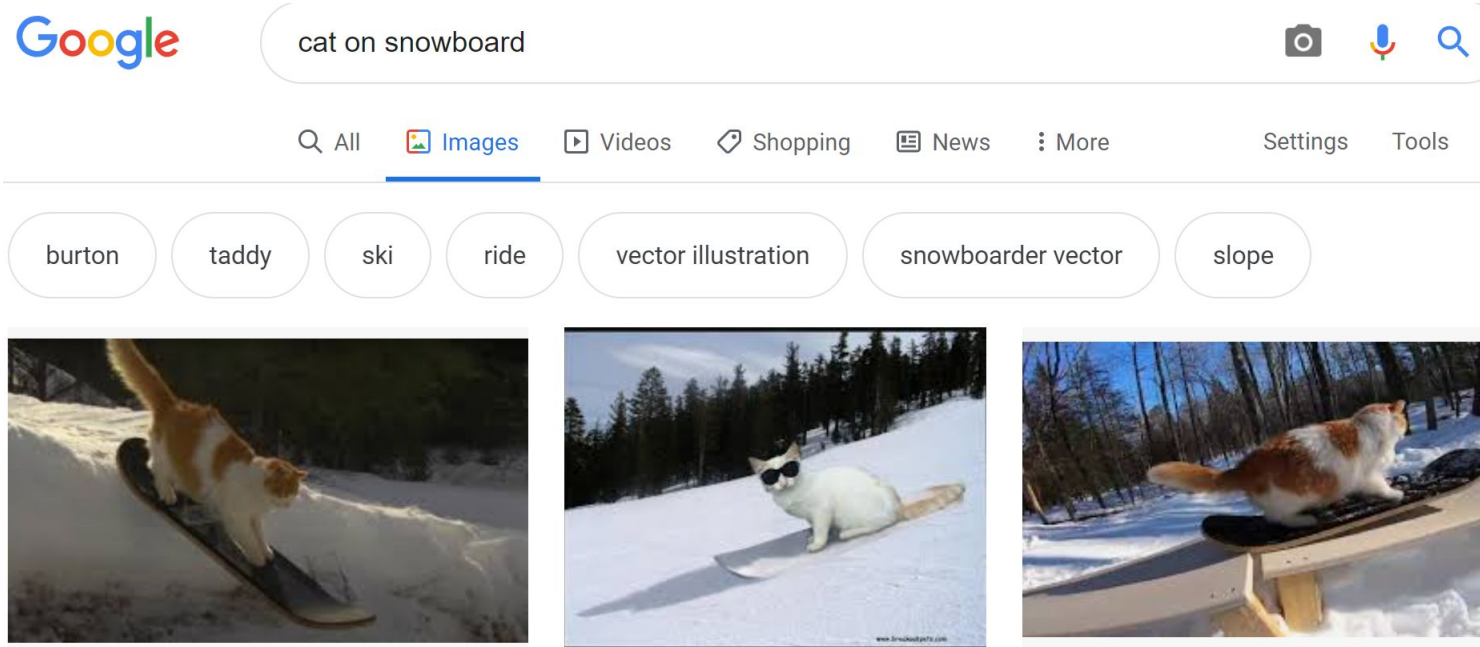 Google
cat on snowboard
All Images Videos Shopping News More Settings Tools
burton taddy ski ride vector illustration snowboarder vector slope